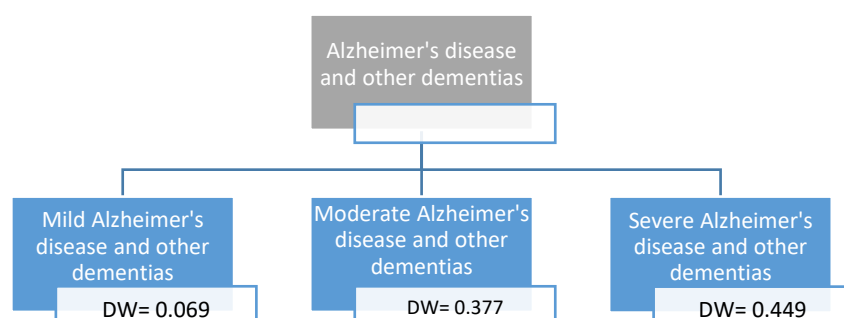 Alzheimer's disease
and other dementias
Mild Alzheimer's
disease and other
dementias
DW= 0.069
Moderate Alzheimer's
disease and other
dementias
DW= 0.377
Severe Alzheimer's
disease and other
dementias
DW= 0.449